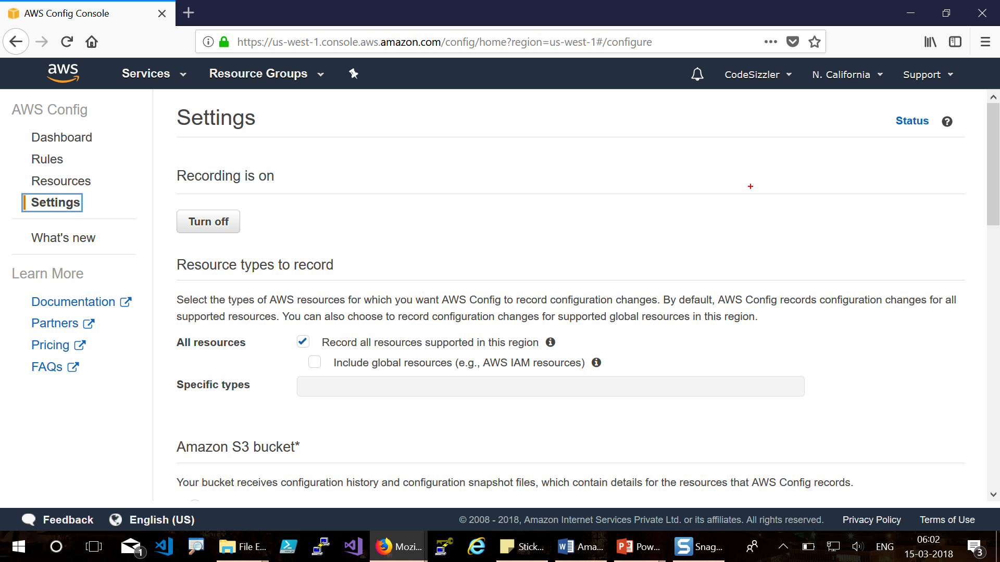 AWS Config Console
https://us-west-1.console.aws.amazon.com/config/home?region=us-west-1#/configure
aws
Services
Resource Groups
CodeSizzler
N. California
Support
AWS Config
Dashboard
Rules
Resources
Settings
What's new
Learn More
Documentation
Partners
Pricing
FAQs
Settings
Status
Recording is on
Turn off
Resource types to record
Select the types of AWS resources for which you want AWS Config to record configuration changes. By default, AWS Config records configuration changes for all
supported resources. You can also choose to record configuration changes for supported global resources in this region.
All resources
Record all resources supported in this region
Include global resources (e.g., AWS IAM resources)
Specific types
Amazon S3 bucket*
Your bucket receives configuration history and configuration snapshot files, which contain details for the resources that AWS Config records.
Feedback
English (US)
© 2008 - 2018, Amazon Internet Services Private Ltd. or its affiliates. All rights reserved.
Privacy Policy
Terms of Use
1
File E...
Mozi...
Stick...
Ama...
Pow...
Snag...
ENG
06:02
15-03-2018
3